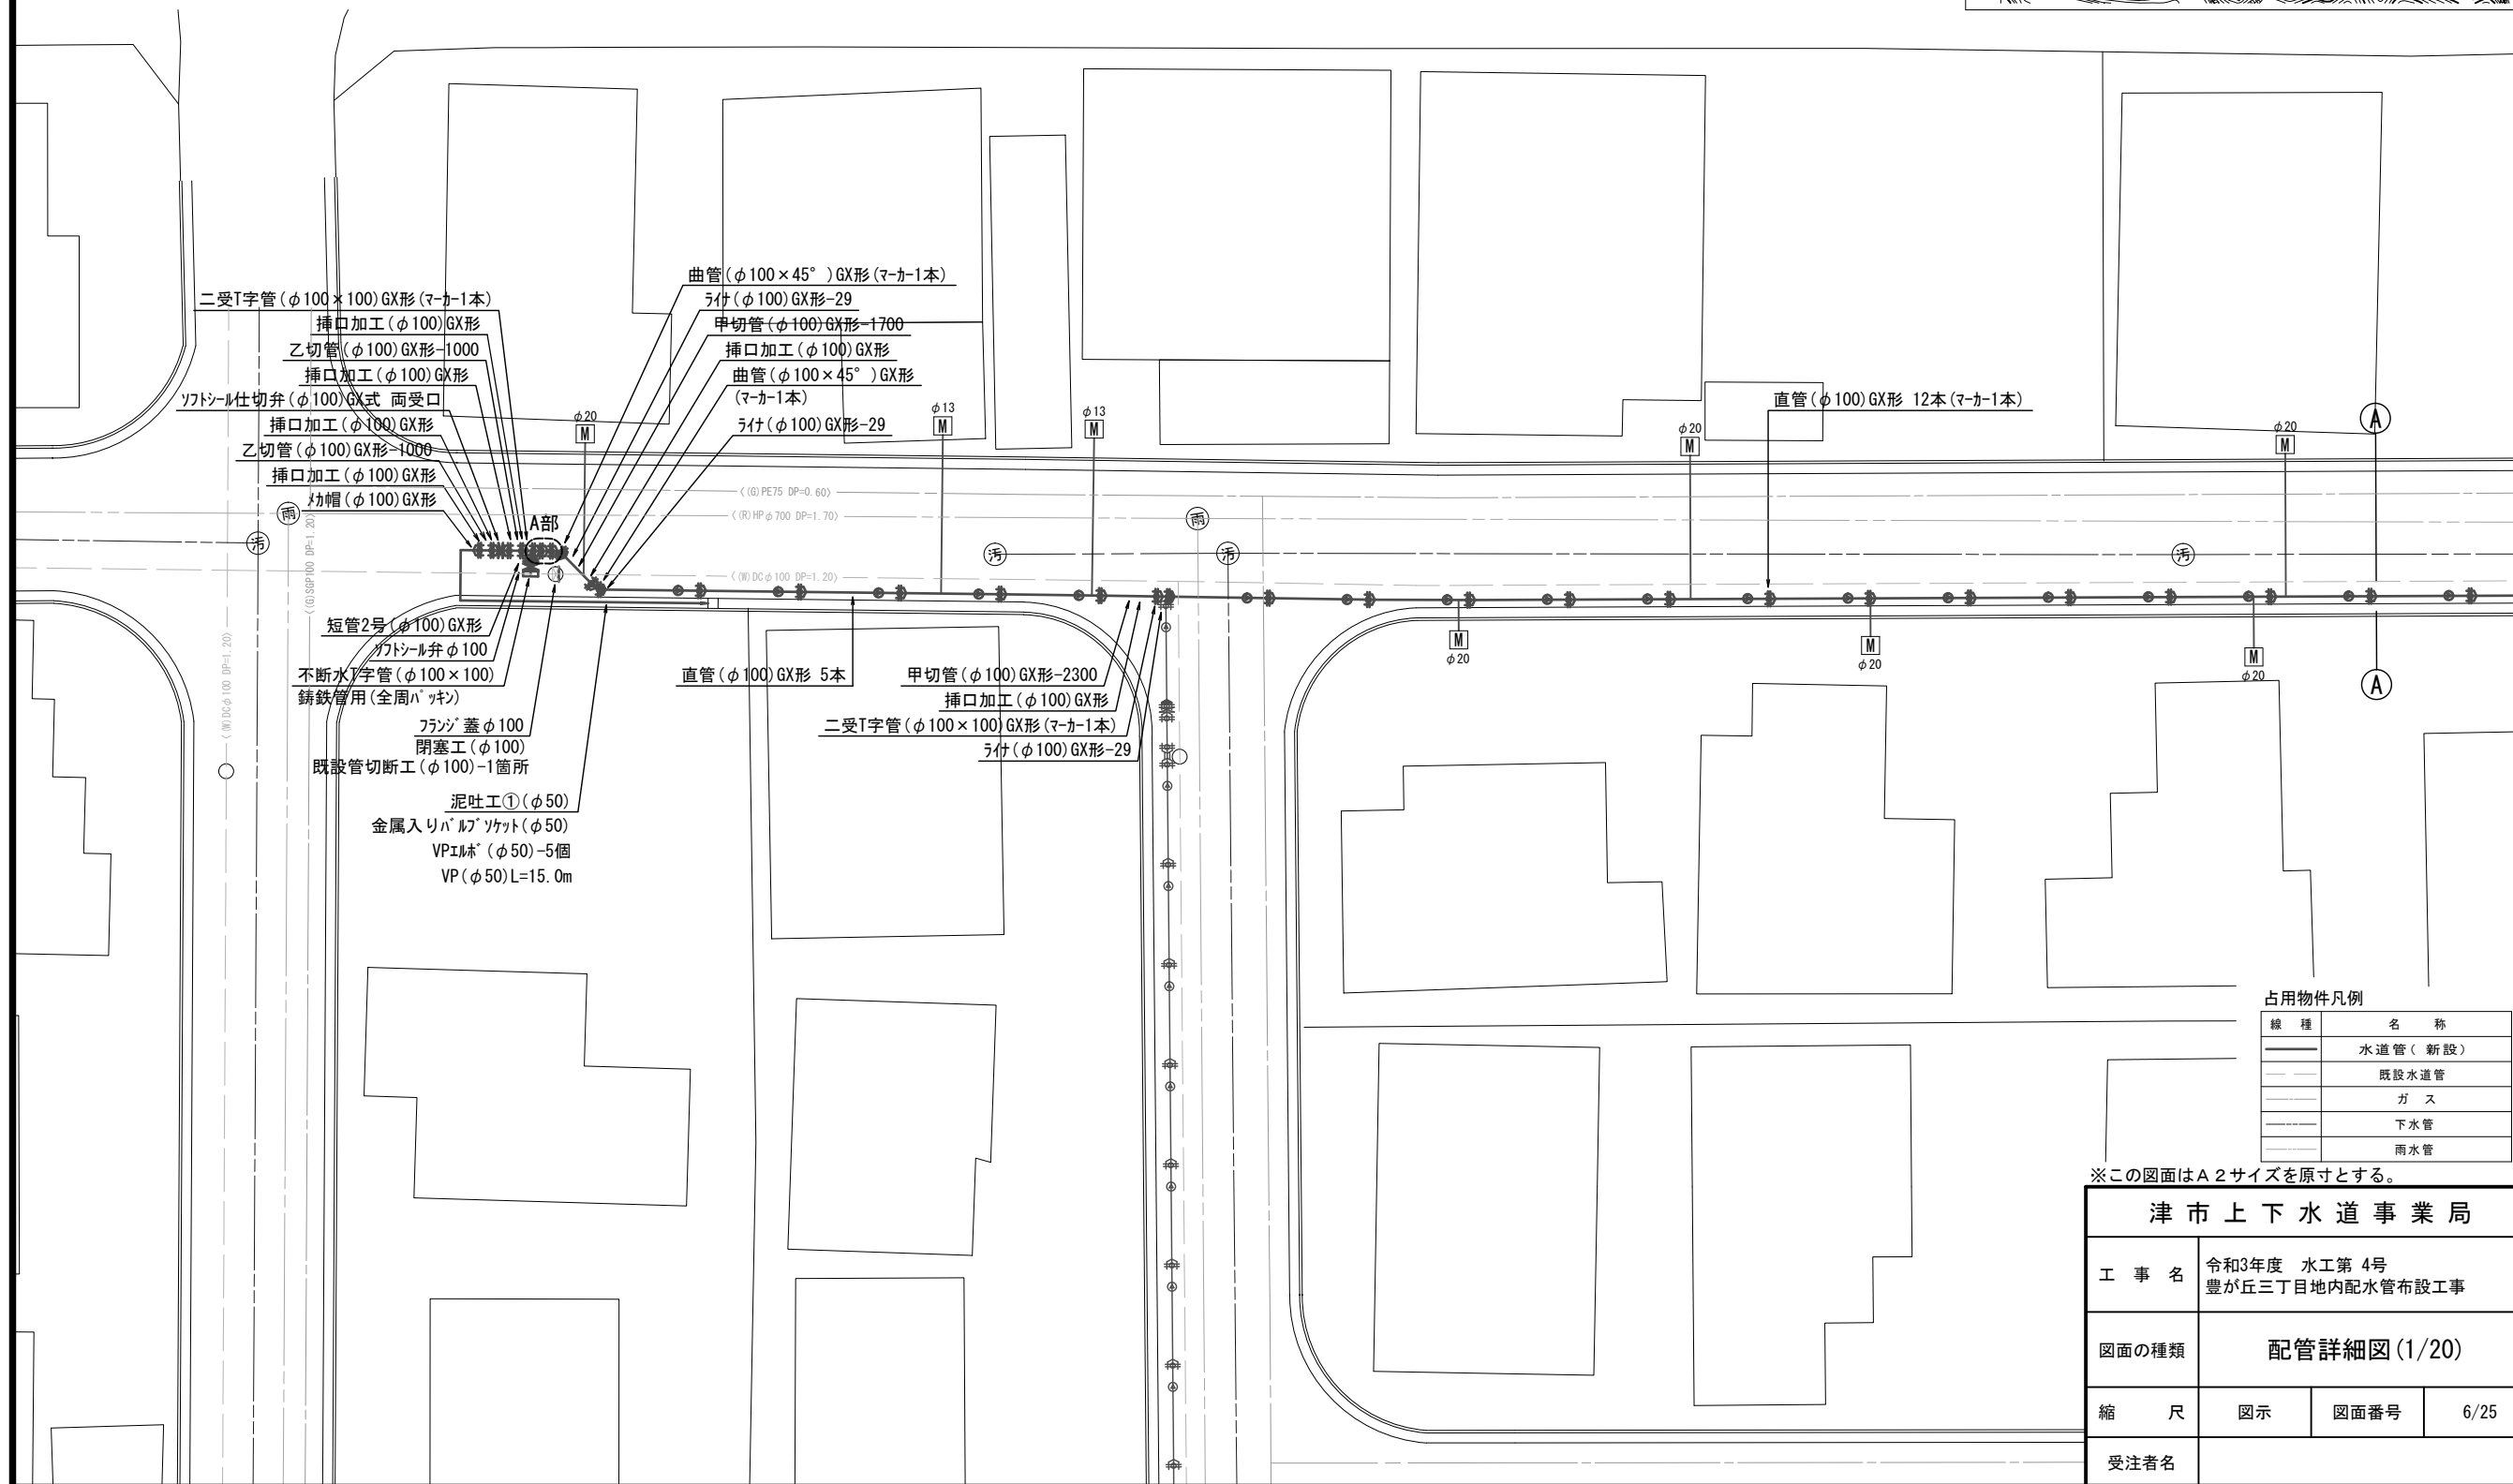 曲管(φ100×45°)GX形(マーカー1本)
ライナ(φ100)GX形-29
甲切管(φ100)GX形-1700
挿口加工(φ100)GX形
曲管(φ100×45°)GX形
(マーカー1本)
ライナ(φ100)GX形-29
二受T字管(φ100×100)GX形(マーカー1本)
挿口加工(φ100)GX形
乙切管(φ100)GX形-1000
挿口加工(φ100)GX形
ソフトシール仕切弁(φ100)GX式 両受口
挿口加工(φ100)GX形
乙切管(φ100)GX形-1000
挿口加工(φ100)GX形
メカ帽(φ100)GX形
A部
φ20
M
φ13
M
φ13
M
φ20
M
φ20
M
直管(φ100)GX形 12本(マーカー1本)
A
〈(G)PE75 DP=0.60〉
〈(R)HPφ700 DP=1.70〉
〈(W)DCφ100 DP=1.20〉
〈(G)SGP100 DP=1.20〉
〈(W)DCφ100 DP=1.20〉
雨
汚
汚
雨
汚
汚
短管2号(φ100)GX形
ソフトシール弁φ100
不断水T字管(φ100×100)
鋳鉄管用(全周パッキン)
フランジ蓋φ100
閉塞工(φ100)
既設管切断工(φ100)-1箇所
泥吐工①(φ50)
金属入りバルブソケット(φ50)
VPエルボ(φ50)-5個
VP(φ50)L=15.0m
直管(φ100)GX形 5本
甲切管(φ100)GX形-2300
挿口加工(φ100)GX形
二受T字管(φ100×100)GX形(マーカー1本)
ライナ(φ100)GX形-29
M
φ20
M
φ20
M
φ20
A
占用物件凡例
線 種 名 称
水道管( 新設)
既設水道管
ガ ス
下水管
雨水管
※この図面はA2サイズを原寸とする。
津市上下水道事業局
工 事 名
令和3年度 水工第 4号
豊が丘三丁目地内配水管布設工事
図面の種類 配管詳細図(1/20)
縮 尺 図示 図面番号 6/25
受注者名